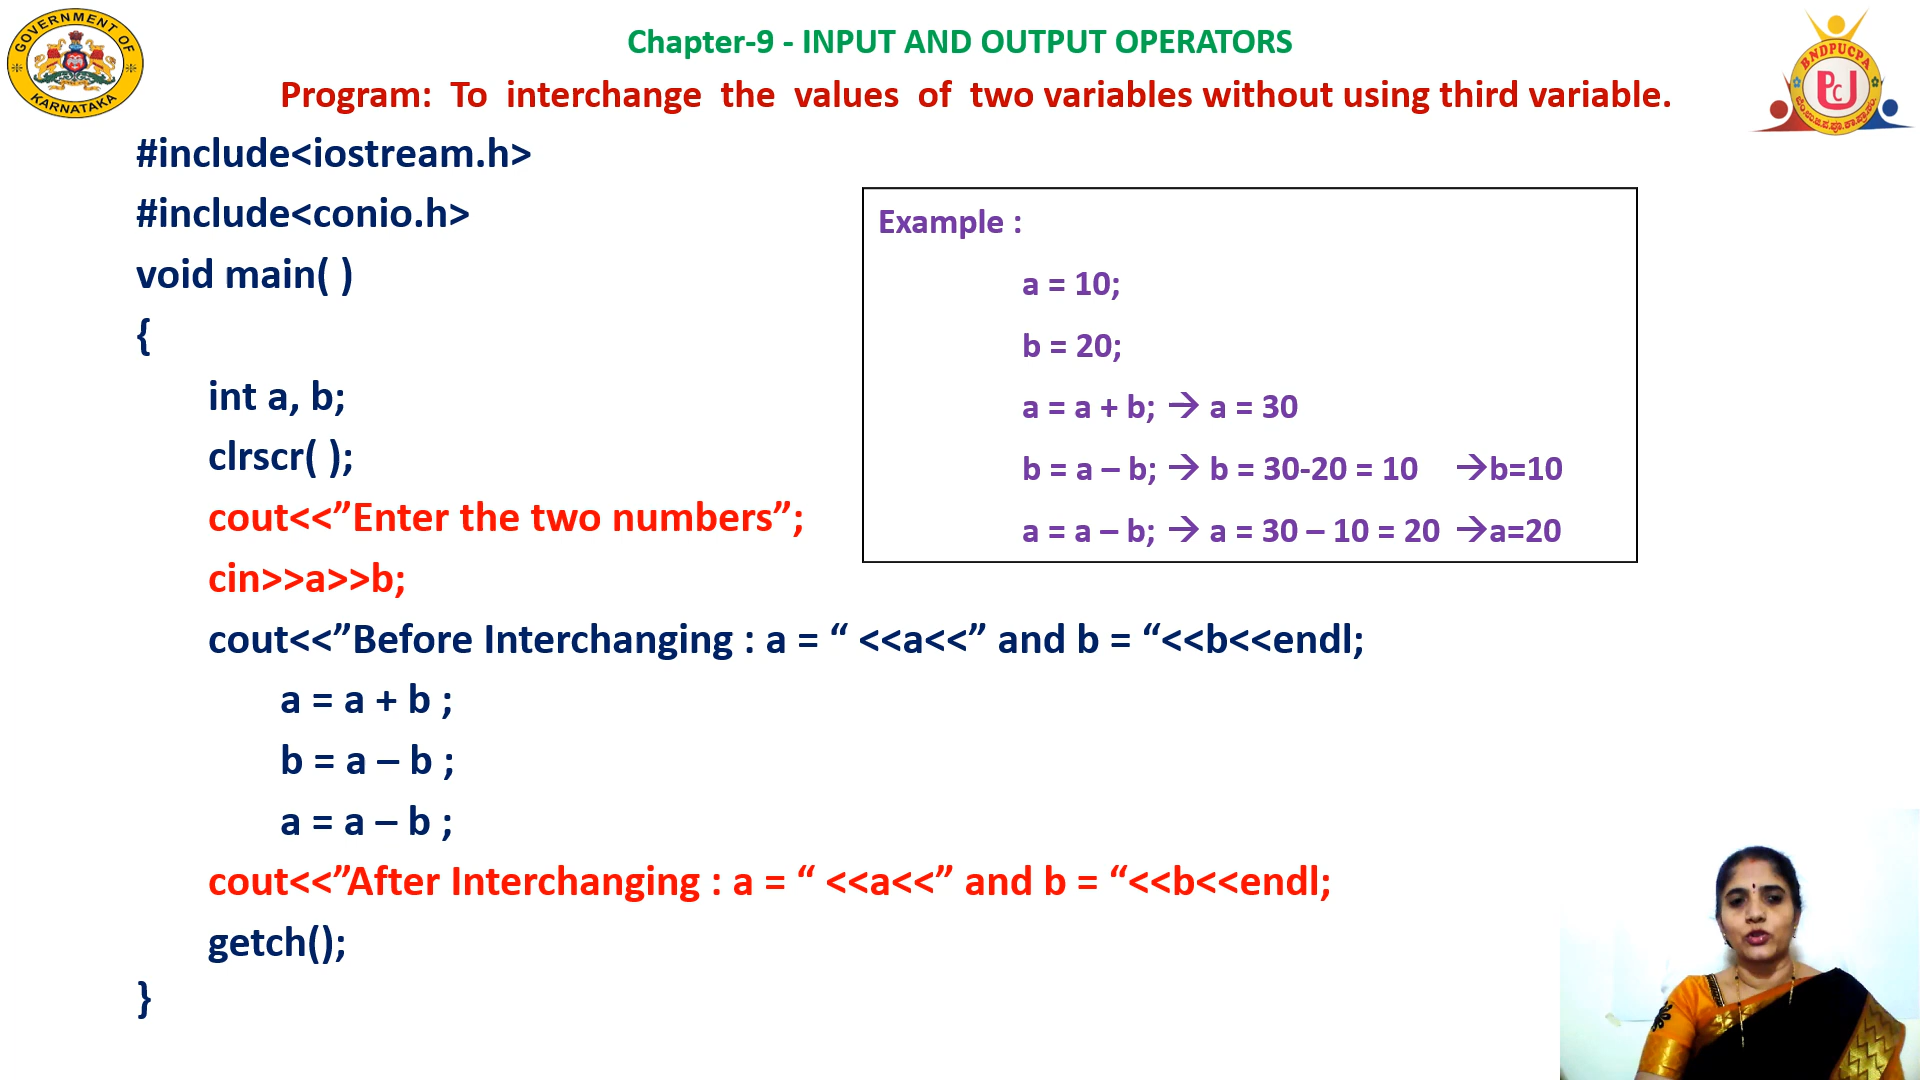 GOVERNMENT OF
KARNATAKA
BNDPUCPA
PUC
Chapter-9 - INPUT AND OUTPUT OPERATORS
Program: To interchange the values of two variables without using third variable.
#include<iostream.h>
#include<conio.h>
void main( )
{
int a, b;
clrscr( );
cout<<”Enter the two numbers”;
cin>>a>>b;
cout<<”Before Interchanging : a = “ <<a<<” and b = “<<b<<endl;
a = a + b ;
b = a – b ;
a = a – b ;
cout<<”After Interchanging : a = “ <<a<<” and b = “<<b<<endl;
getch();
}
Example :
a = 10;
b = 20;
a = a + b; → a = 30
b = a – b; → b = 30-20 = 10 →b=10
a = a – b; → a = 30 – 10 = 20 →a=20